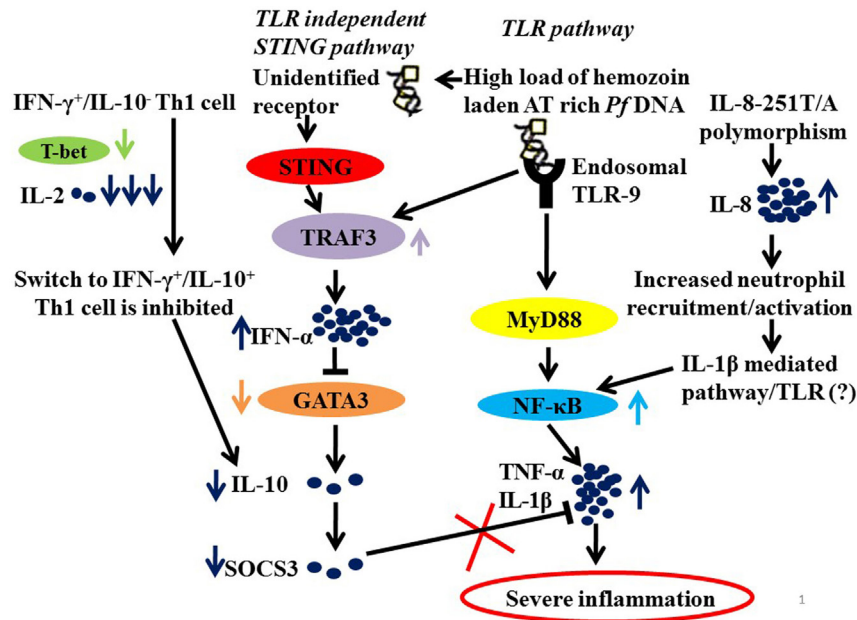 TLR independent
STING pathway
TLR pathway
Unidentified
receptor
High load of hemozoin
laden AT rich Pf DNA
IFN-γ⁺/IL-10⁻ Th1 cell
T-bet
IL-2
IL-8-251T/A
polymorphism
STING
Endosomal
TLR-9
IL-8
TRAF3
Switch to IFN-γ⁺/IL-10⁺
Th1 cell is inhibited
Increased neutrophil
recruitment/activation
IFN-α
MyD88
IL-1β mediated
pathway/TLR (?)
GATA3
NF-κB
IL-10
TNF-α
IL-1β
SOCS3
Severe inflammation
1